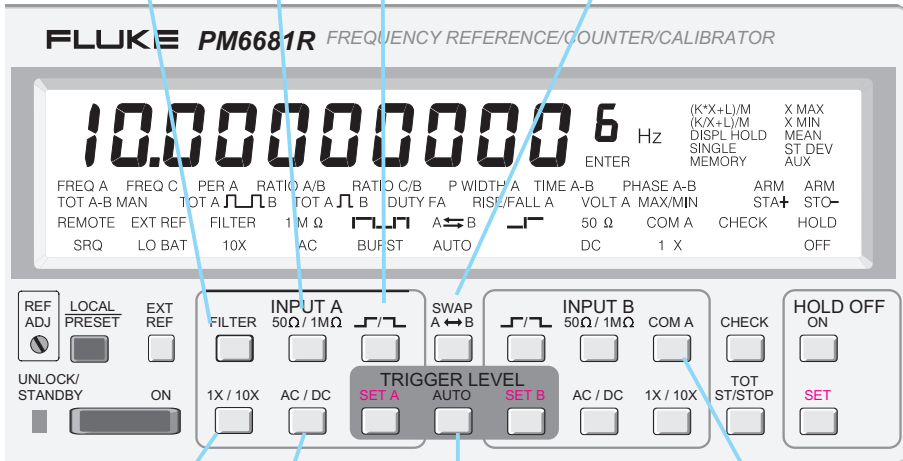 FLUKE PM6681R FREQUENCY REFERENCE/COUNTER/CALIBRATOR
10.0000000000 6 Hz ENTER
(K*X+L)/M X MAX
(K/X+L)/M X MIN
DISPL HOLD MEAN
SINGLE ST DEV
MEMORY AUX
FREQ A FREQ C PER A RATIO A/B RATIO C/B P WIDTH A TIME A-B PHASE A-B ARM ARM
TOT A-B MAN TOT A B TOT A B DUTY FA RISE/FALL A VOLT A MAX/MIN STA+ STO-
REMOTE EXT REF FILTER 1 M Ω A⇆B 50 Ω COM A CHECK HOLD
SRQ LO BAT 10X AC BURST AUTO DC 1 X OFF
REF ADJ
LOCAL
PRESET
EXT REF
INPUT A
FILTER
50Ω / 1MΩ
SWAP
A ↔ B
INPUT B
50Ω / 1MΩ
COM A
CHECK
HOLD OFF
ON
UNLOCK/
STANDBY
ON
1X / 10X
AC / DC
TRIGGER LEVEL
SET A
AUTO
SET B
AC / DC
1X / 10X
TOT
ST/STOP
SET